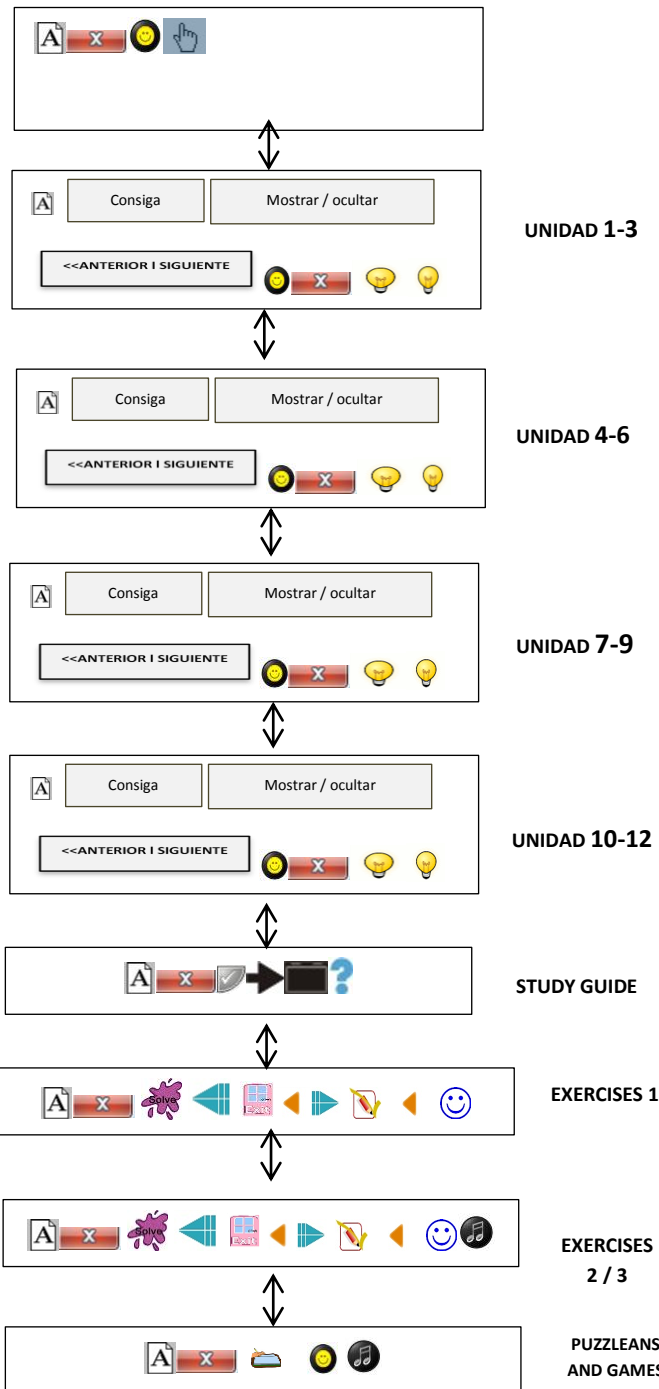 A X
Consiga Mostrar / ocultar
A
UNIDAD 1-3
<<ANTERIOR I SIGUIENTE
X
Consiga Mostrar / ocultar
A
UNIDAD 4-6
<<ANTERIOR I SIGUIENTE
X
Consiga Mostrar / ocultar
A
UNIDAD 7-9
<<ANTERIOR I SIGUIENTE
X
Consiga Mostrar / ocultar
A
UNIDAD 10-12
<<ANTERIOR I SIGUIENTE
X
A X ?
STUDY GUIDE
A X Solve Exit
EXERCISES 1
A X Solve Exit
EXERCISES
2 / 3
A X
PUZZLEANS
AND GAMES